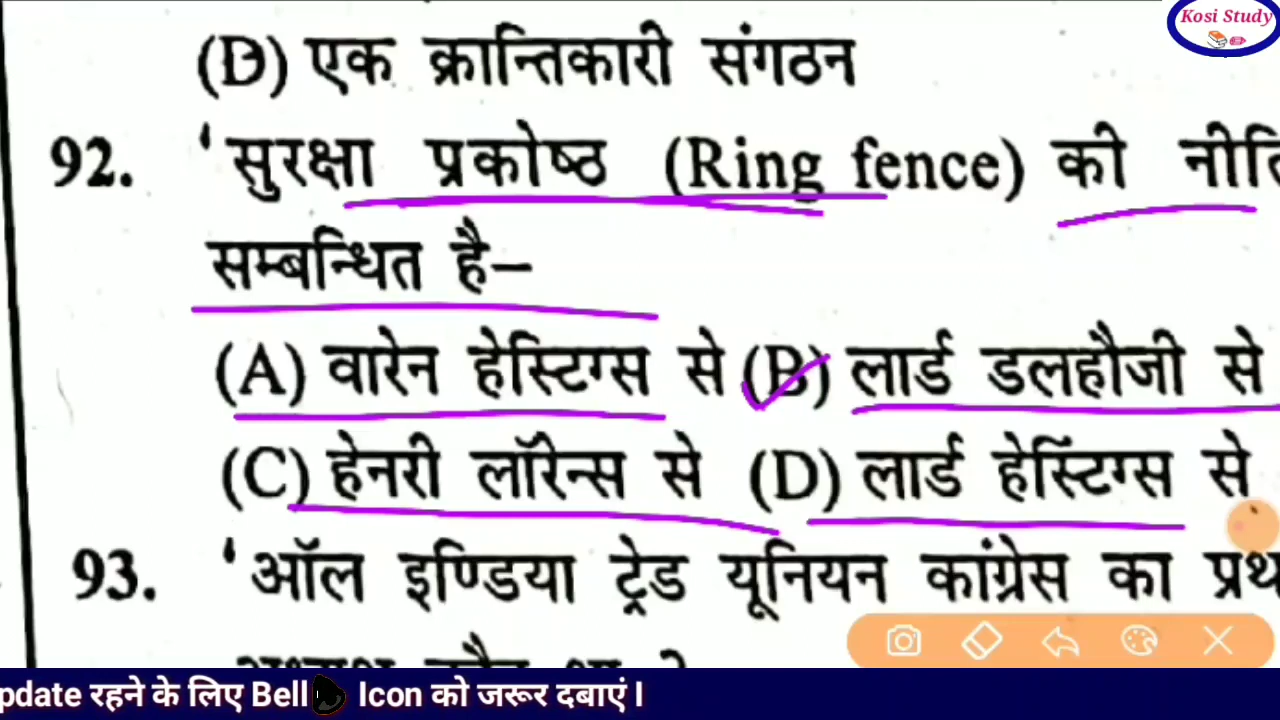 Kosi Study
(D) एक क्रान्तिकारी संगठन
92. 'सुरक्षा प्रकोष्ठ (Ring fence) की
सम्बन्धित है–
(A) वारेन हेस्टिंग्स से (B) लार्ड डलहौजी से
(C) हेनरी लॉरेन्स से (D) लार्ड हेस्टिंग्स से
93. 'ऑल इण्डिया ट्रेड यूनियन कांग्रेस का
pdate रहने के लिए Bell Icon को जरूर दबाएं I